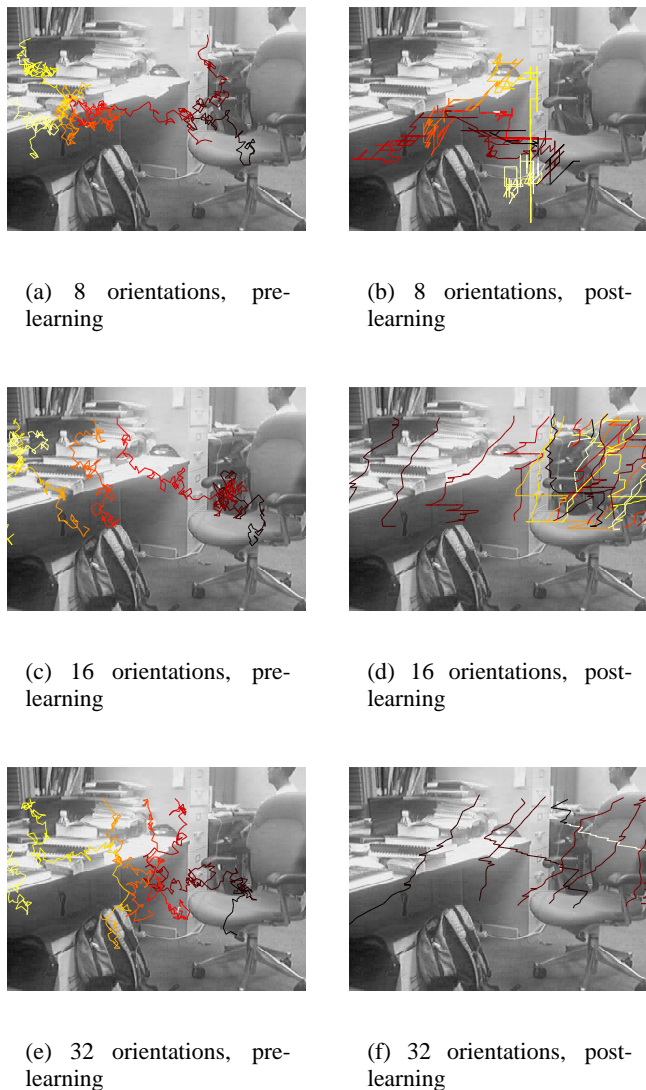 (a) 8 orientations, pre-
learning
(b) 8 orientations, post-
learning
(c) 16 orientations, pre-
learning
(d) 16 orientations, post-
learning
(e) 32 orientations, pre-
learning
(f) 32 orientations, post-
learning